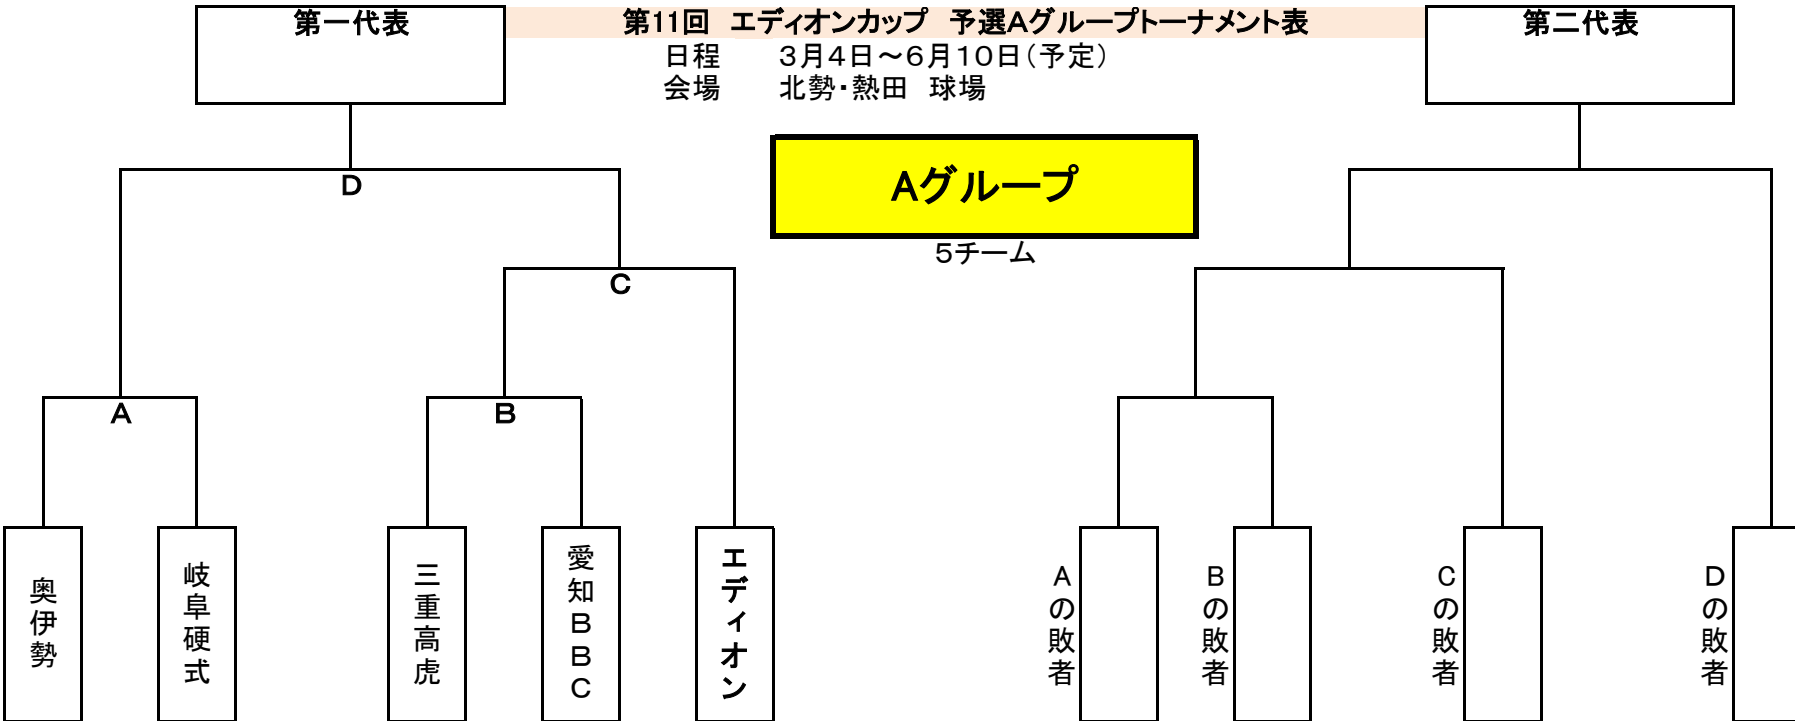 第一代表
第11回　エディオンカップ　予選Aグループトーナメント表
第二代表
日程　　3月4日～6月10日(予定)
会場　　北勢・熱田　球場
Aグループ
5チーム
D
C
A
B
奥伊勢
岐阜硬式
三重高虎
愛知BBC
エディオン
Aの敗者
Bの敗者
Cの敗者
Dの敗者